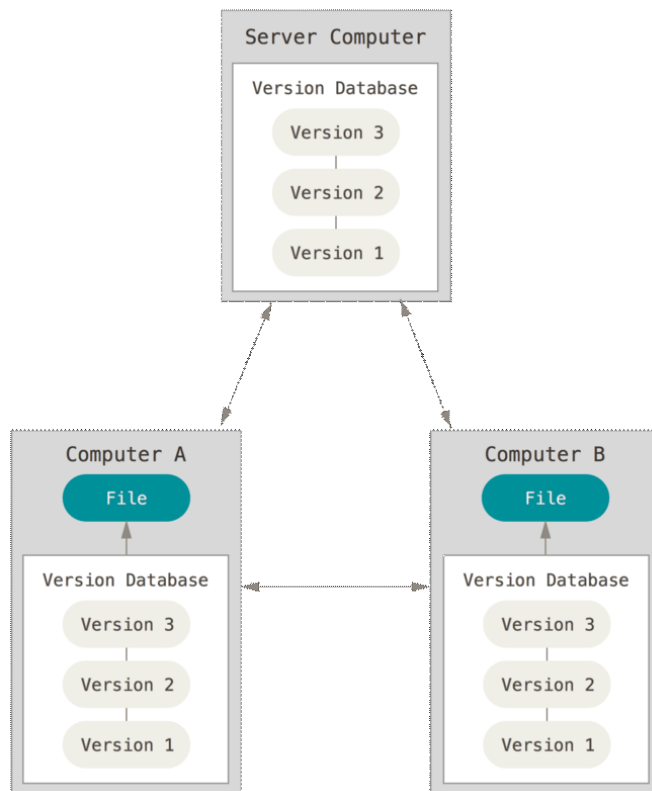 Server Computer
Version Database
Version 3
Version 2
Version 1
Computer A
File
Version Database
Version 3
Version 2
Version 1
Computer B
File
Version Database
Version 3
Version 2
Version 1